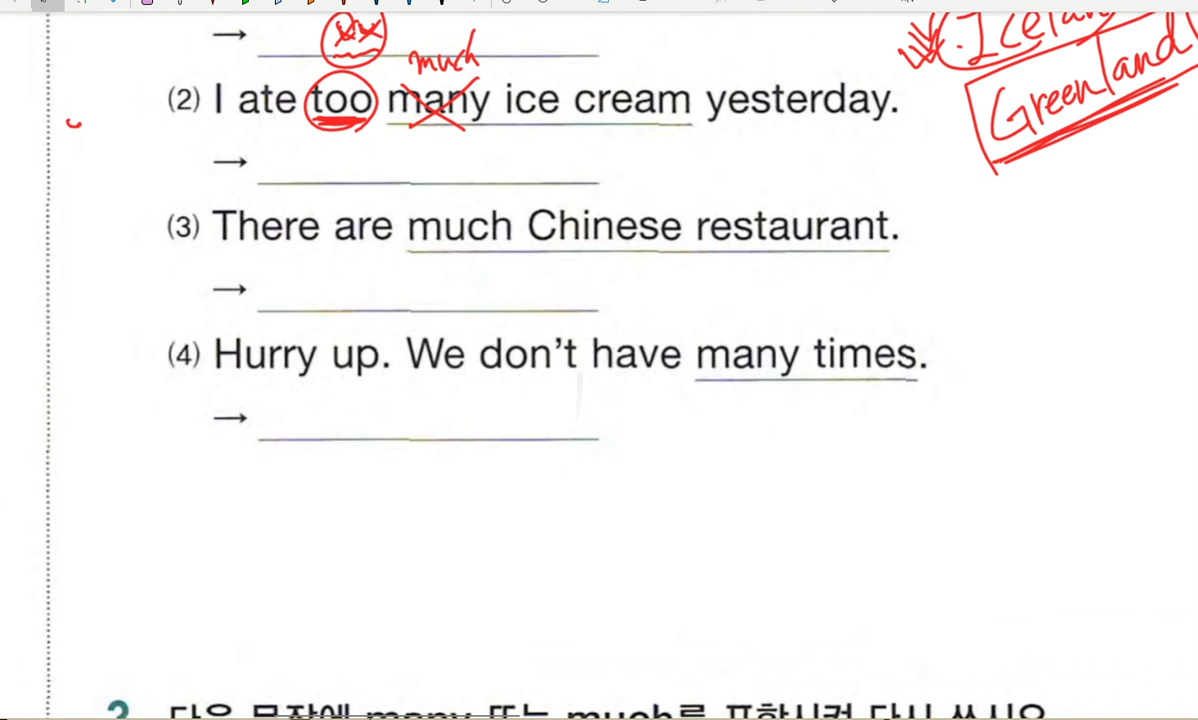 →
much
(2) I ate too many ice cream yesterday.
→
(3) There are much Chinese restaurant.
→
(4) Hurry up. We don't have many times.
→
Iceland
Greenland